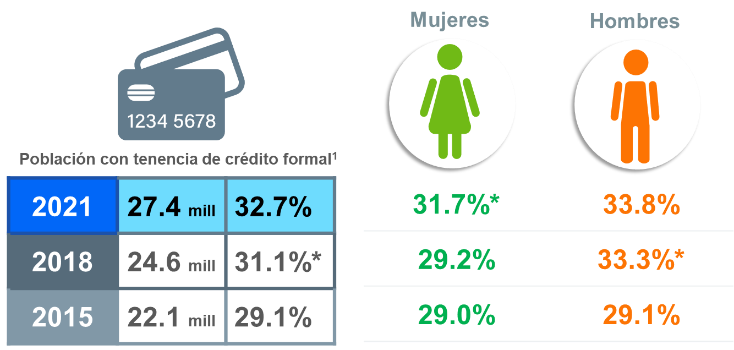 Mujeres
Hombres
1234 5678
Población con tenencia de crédito formal¹
2021 27.4 mill 32.7% 31.7%* 33.8%
2018 24.6 mill 31.1%* 29.2% 33.3%*
2015 22.1 mill 29.1% 29.0% 29.1%